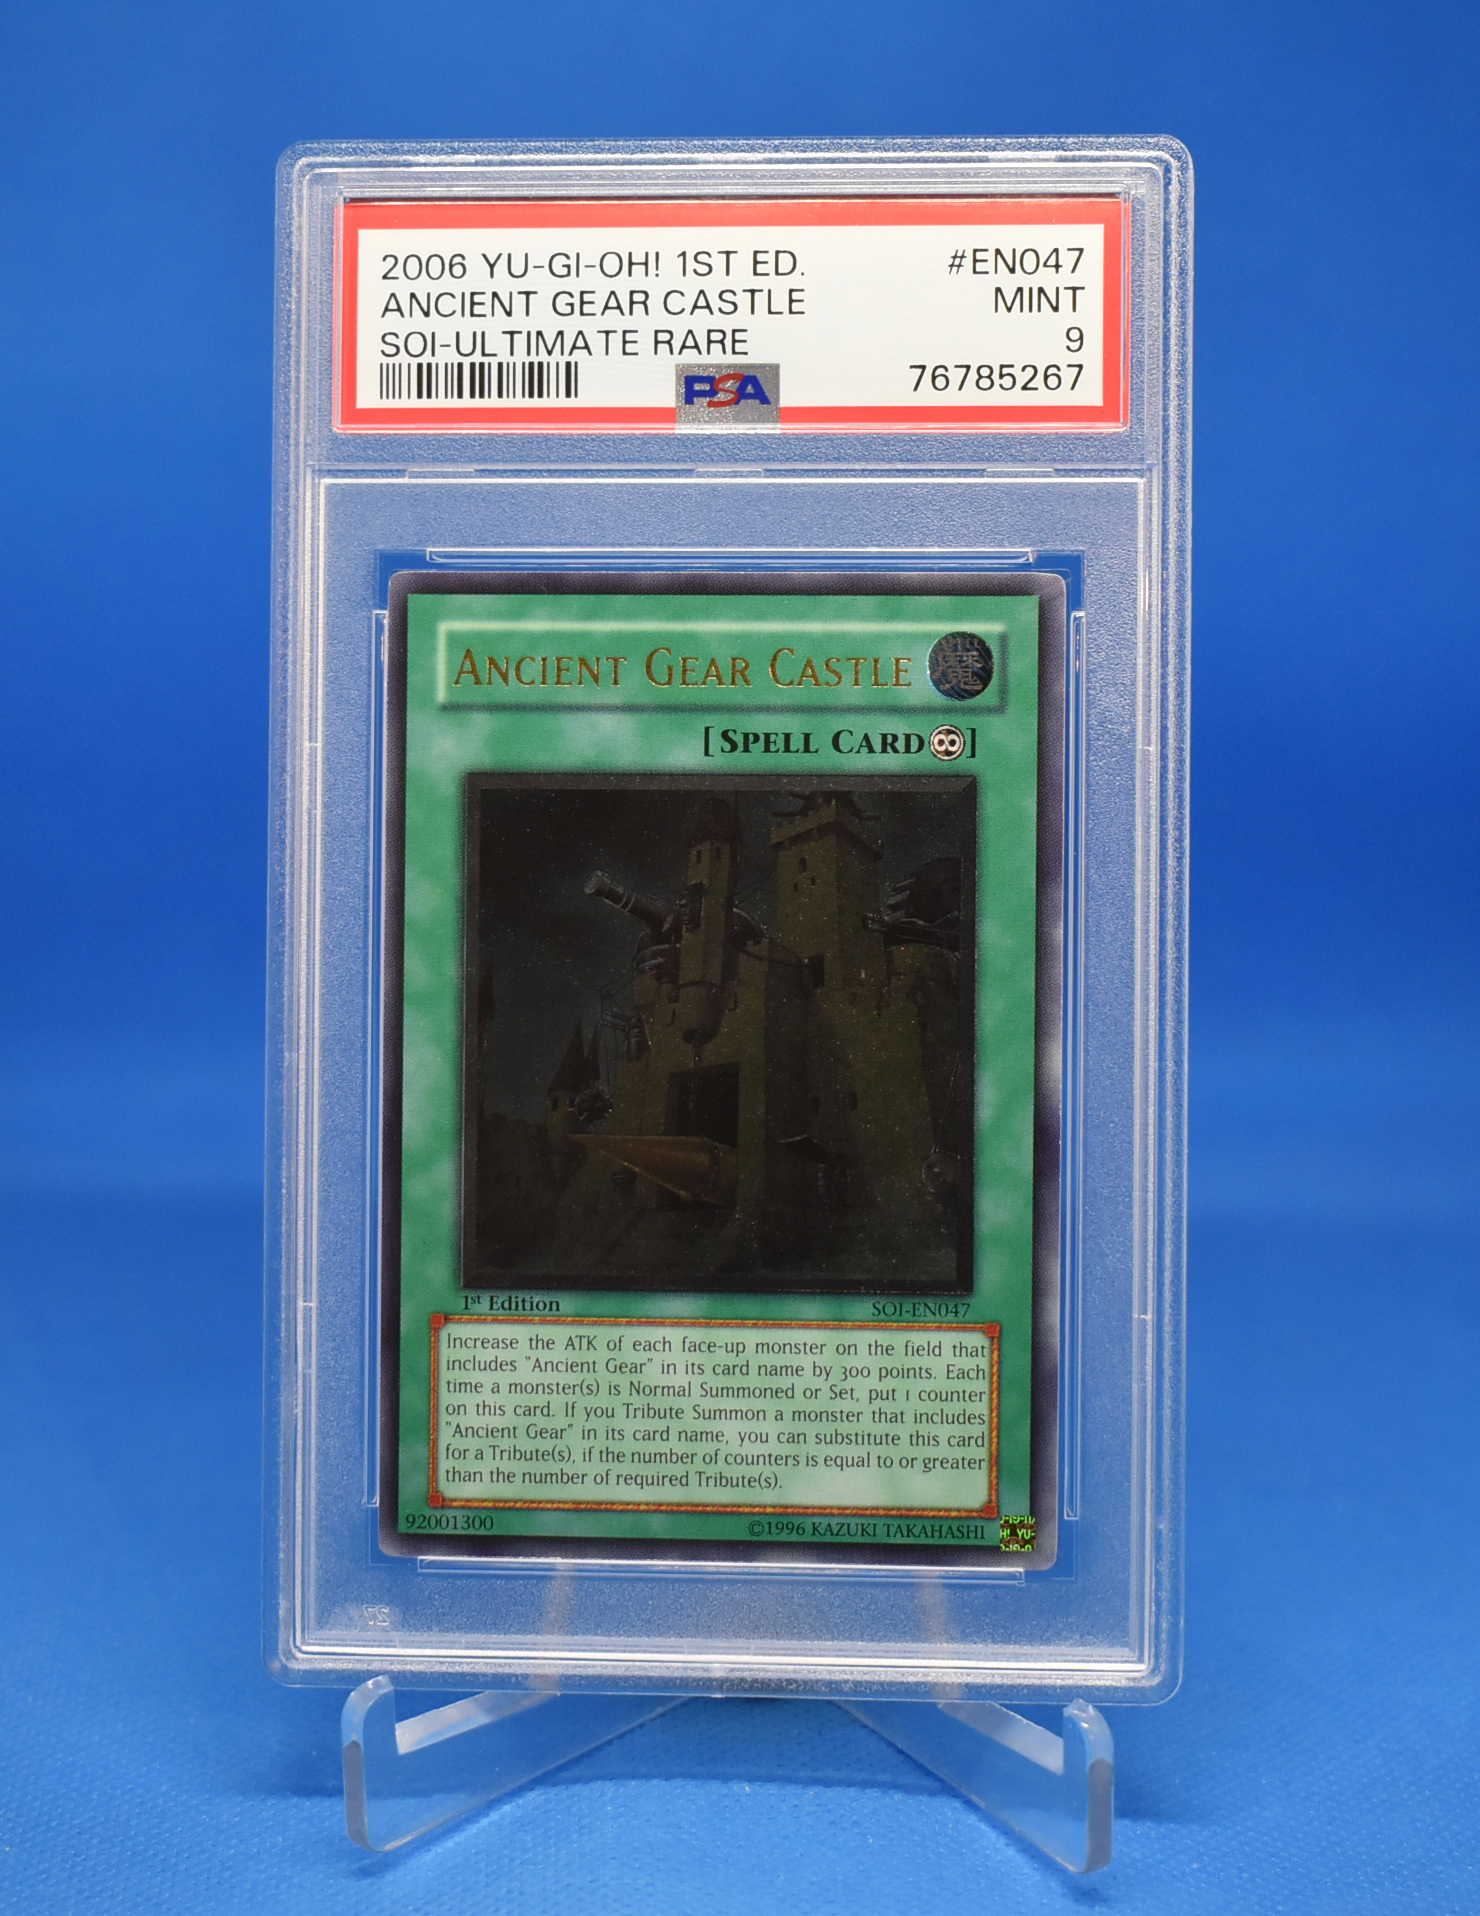 2006 YU-GI-OH! 1ST ED. #EN047
ANCIENT GEAR CASTLE MINT
SOI-ULTIMATE RARE 9
PSA 76785267
ANCIENT GEAR CASTLE 魔
[SPELL CARD∞]
1st Edition SOI-EN047
Increase the ATK of each face-up monster on the field that
includes "Ancient Gear" in its card name by 300 points. Each
time a monster(s) is Normal Summoned or Set, put 1 counter
on this card. If you Tribute Summon a monster that includes
"Ancient Gear" in its card name, you can substitute this card
for a Tribute(s), if the number of counters is equal to or greater
than the number of required Tribute(s).
92001300 ©1996 KAZUKI TAKAHASHI
H! YU-
27